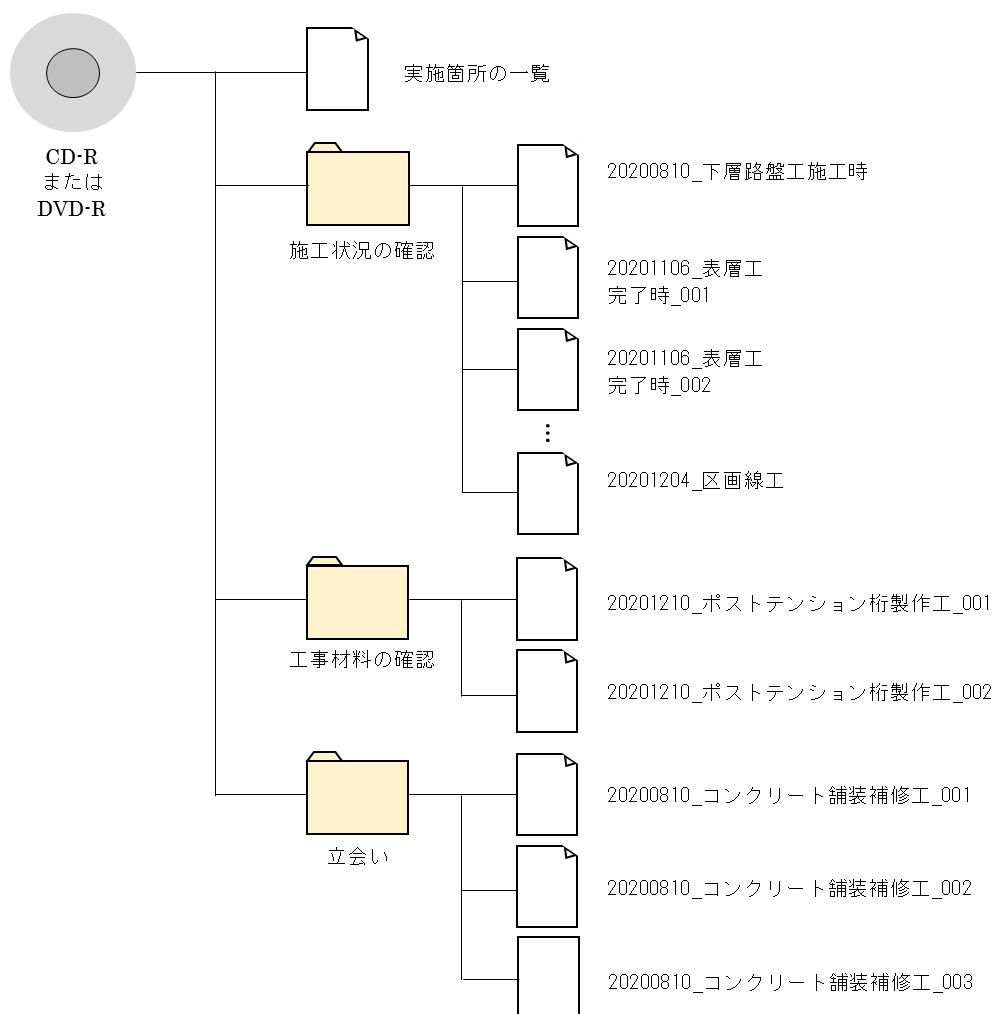 CD-R
または
DVD-R
実施箇所の一覧
施工状況の確認
20200810_下層路盤工施工時
20201106_表層工
完了時_001
20201106_表層工
完了時_002
…
20201204_区画線工
工事材料の確認
20201210_ポストテンション桁製作工_001
20201210_ポストテンション桁製作工_002
立会い
20200810_コンクリート舗装補修工_001
20200810_コンクリート舗装補修工_002
20200810_コンクリート舗装補修工_003